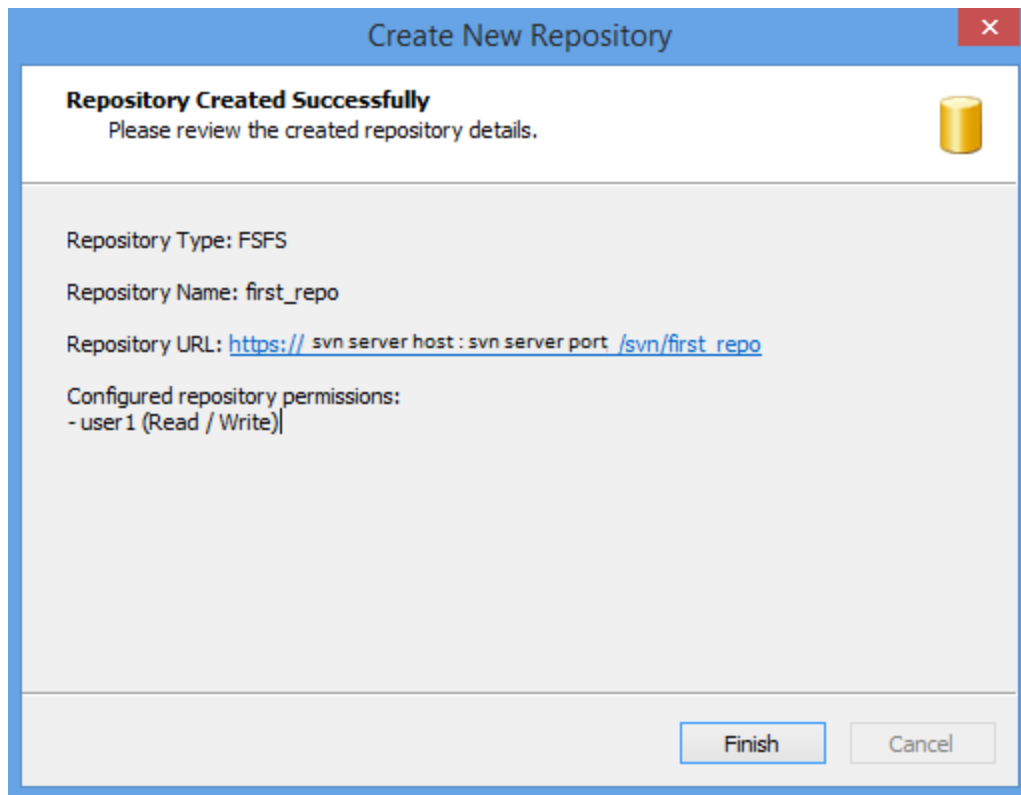 Create New Repository
Repository Created Successfully
Please review the created repository details.
Repository Type: FSFS
Repository Name: first_repo
Repository URL: https:// svn server host : svn server port /svn/first_repo
Configured repository permissions:
- user1 (Read / Write)
Finish Cancel